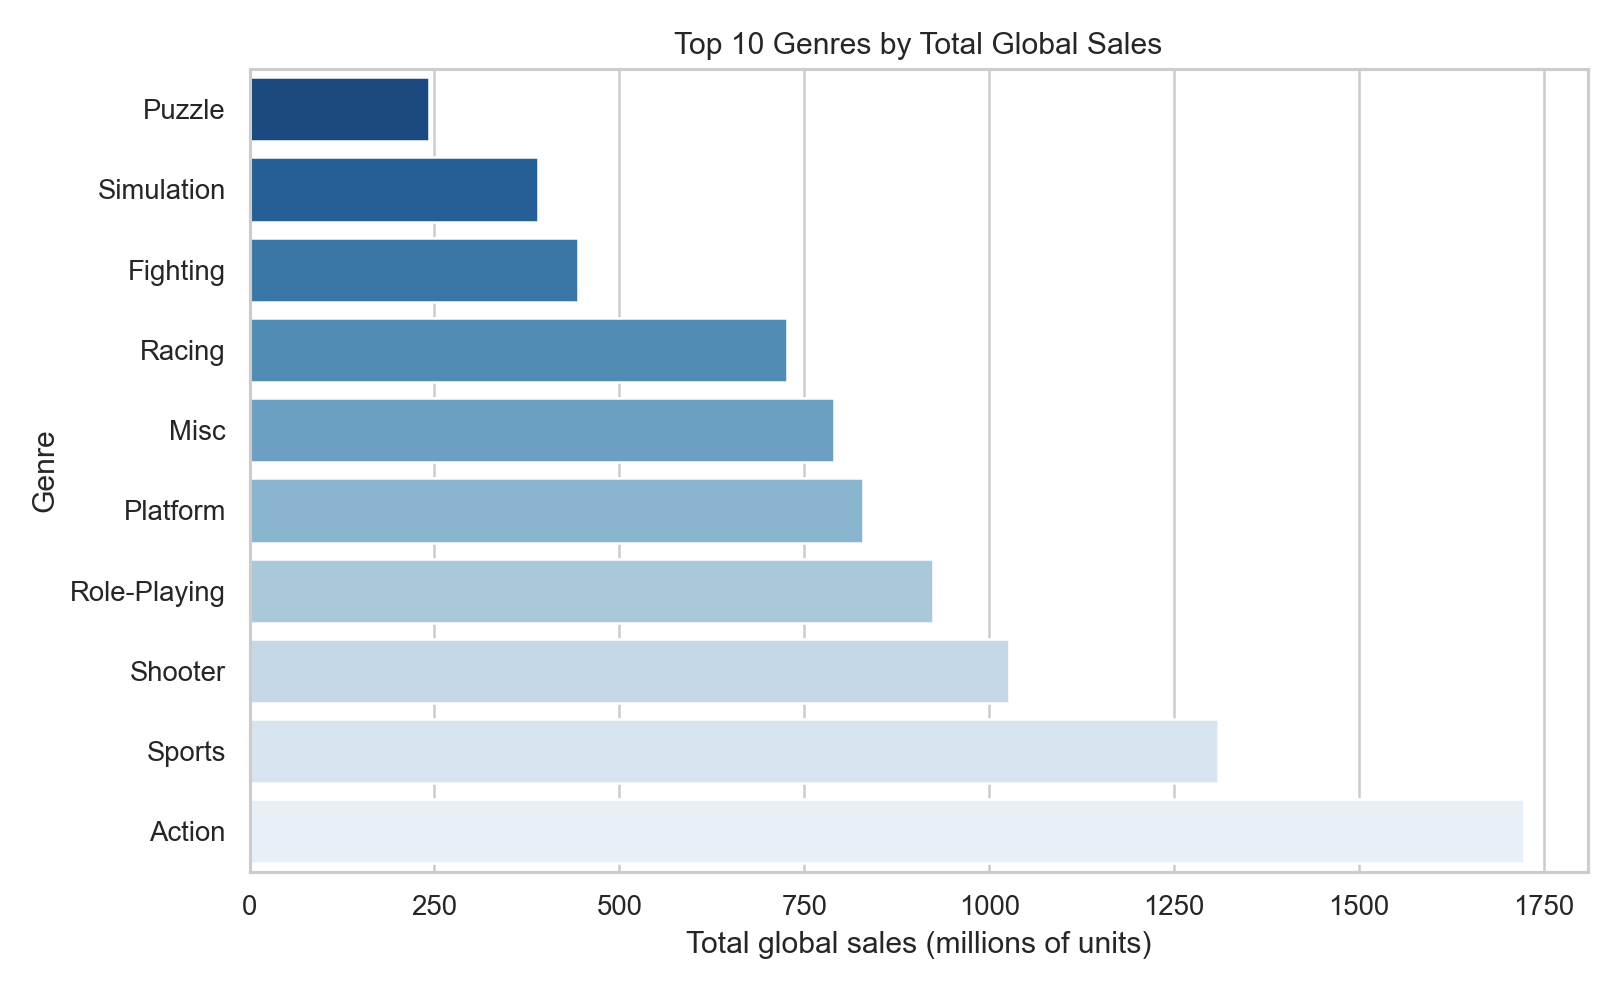 Top 10 Genres by Total Global Sales
Genre
Puzzle
Simulation
Fighting
Racing
Misc
Platform
Role-Playing
Shooter
Sports
Action
0 250 500 750 1000 1250 1500 1750
Total global sales (millions of units)